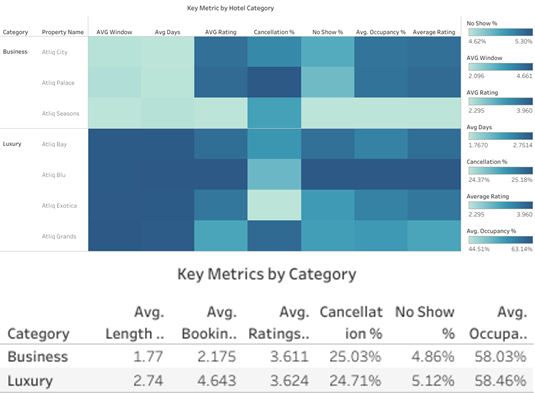 Key Metric by Hotel Category
Category Property Name AVG Window Avg Days AVG Rating Cancellation % No Show % Avg. Occupancy % Average Rating
Business Atliq City
Atliq Palace
Atliq Seasons
Luxury Atliq Bay
Atliq Blu
Atliq Exotica
Atliq Grands
No Show %
4.62% 5.30%
AVG Window
2.096 4.661
AVG Rating
2.295 3.960
Avg Days
1.7670 2.7514
Cancellation %
24.37% 25.18%
Average Rating
2.295 3.960
Avg. Occupancy %
44.51% 63.14%
Key Metrics by Category
Avg. Avg. Avg. Cancellat No Show Avg.
Category Length .. Bookin.. Ratings.. ion % % Occupa..
Business 1.77 2.175 3.611 25.03% 4.86% 58.03%
Luxury 2.74 4.643 3.624 24.71% 5.12% 58.46%